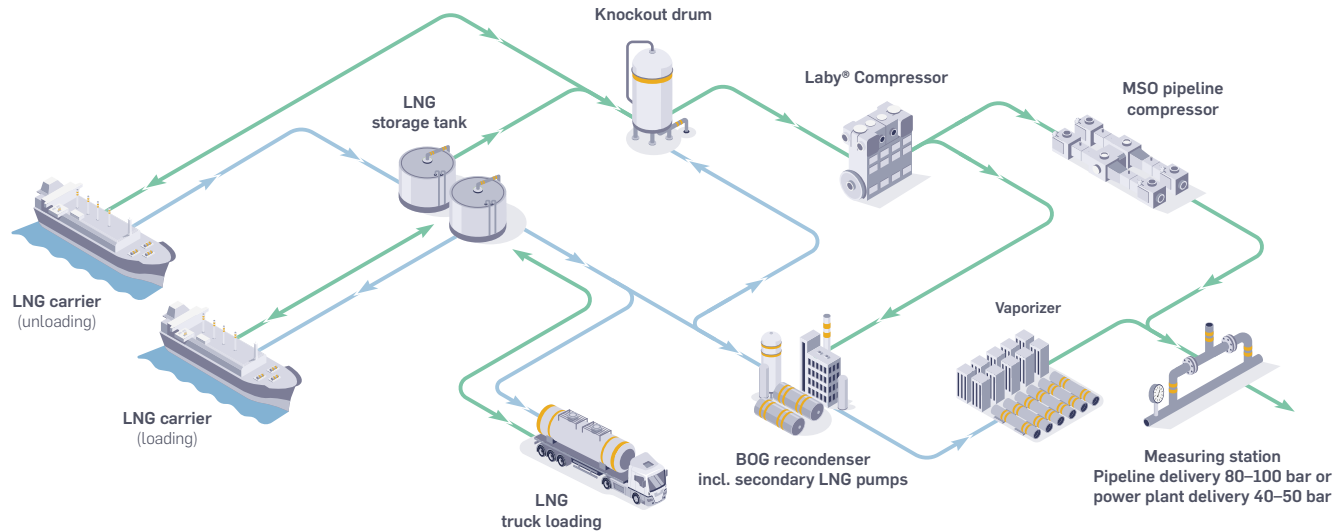 Knockout drum
Laby® Compressor
MSO pipeline
compressor
LNG
storage tank
LNG carrier
(unloading)
Vaporizer
LNG carrier
(loading)
BOG recondenser
incl. secondary LNG pumps
Measuring station
Pipeline delivery 80–100 bar or
power plant delivery 40–50 bar
LNG
truck loading